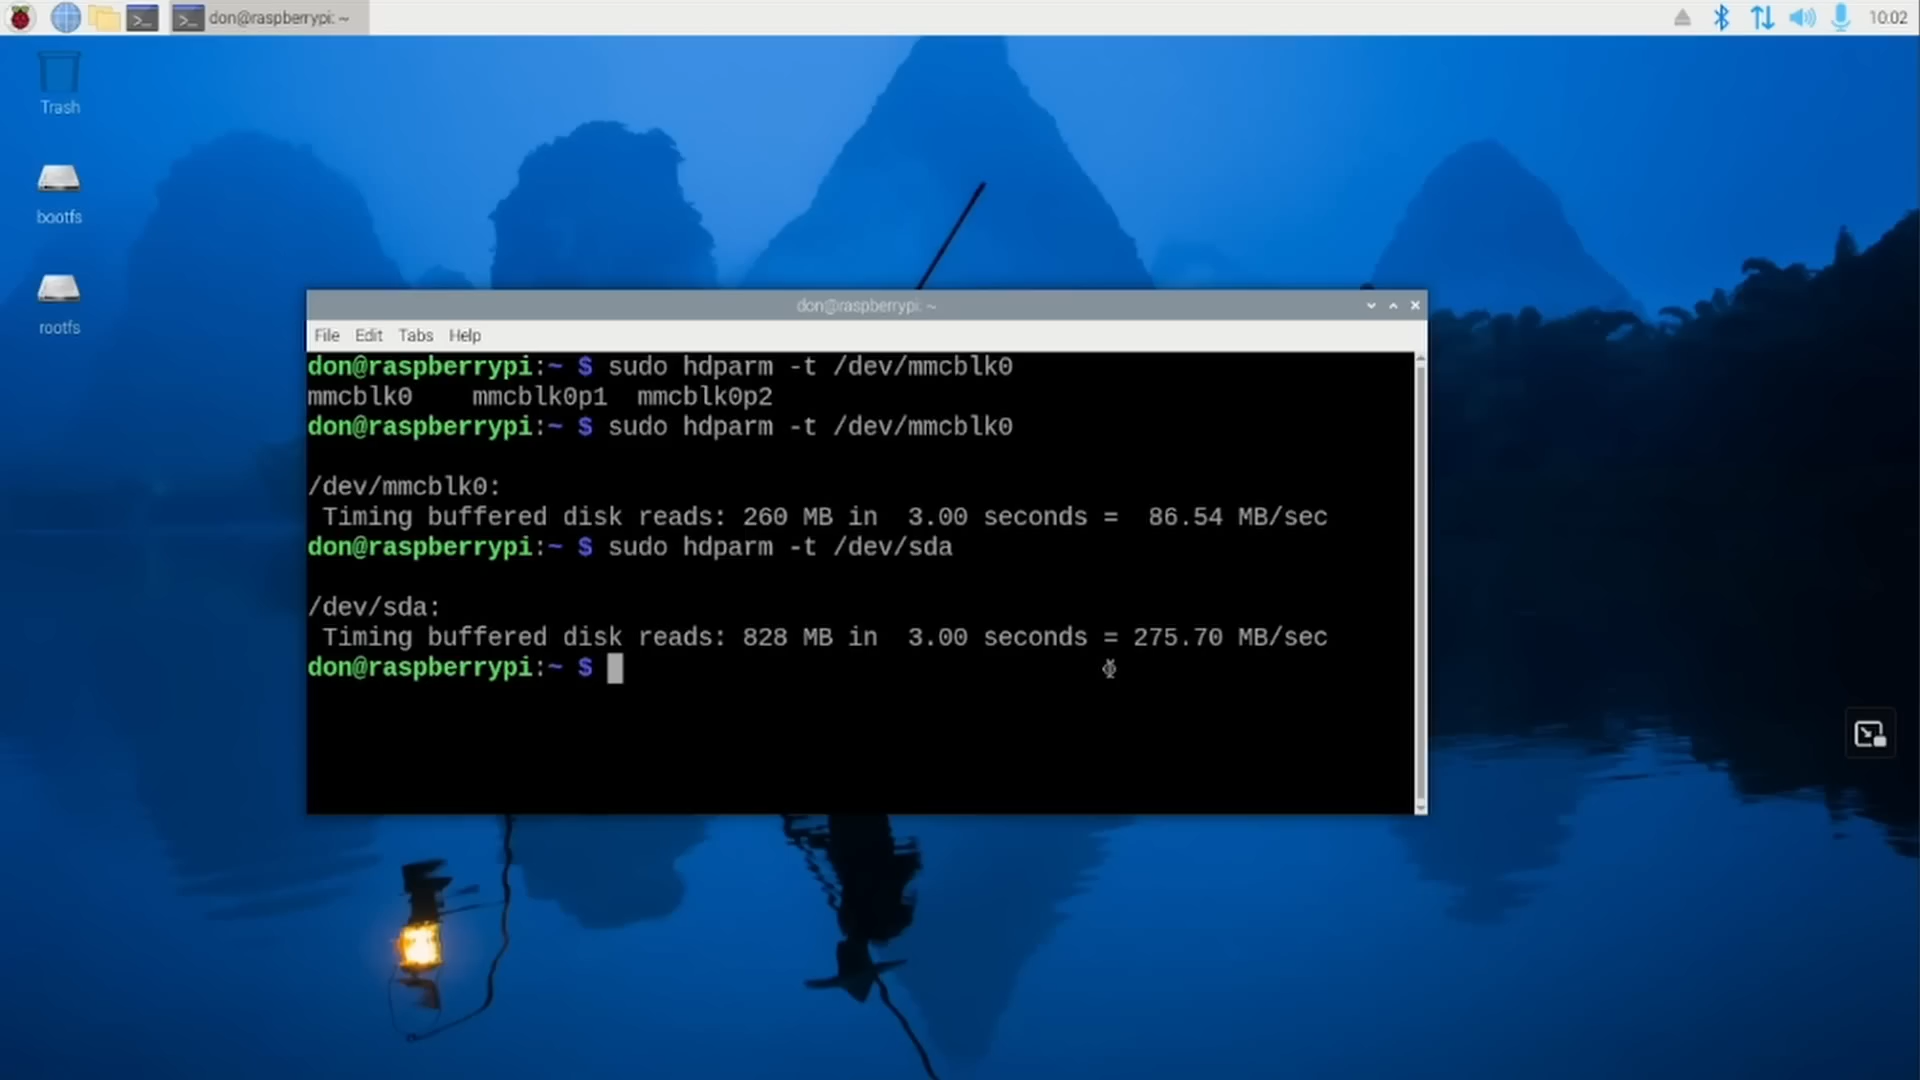 don@raspberrypi: ~
10:02
Trash
bootfs
rootfs
don@raspberrypi: ~
File Edit Tabs Help
don@raspberrypi:~ $ sudo hdparm -t /dev/mmcblk0
mmcblk0    mmcblk0p1  mmcblk0p2
don@raspberrypi:~ $ sudo hdparm -t /dev/mmcblk0
/dev/mmcblk0:
 Timing buffered disk reads: 260 MB in  3.00 seconds =  86.54 MB/sec
don@raspberrypi:~ $ sudo hdparm -t /dev/sda
/dev/sda:
 Timing buffered disk reads: 828 MB in  3.00 seconds = 275.70 MB/sec
don@raspberrypi:~ $